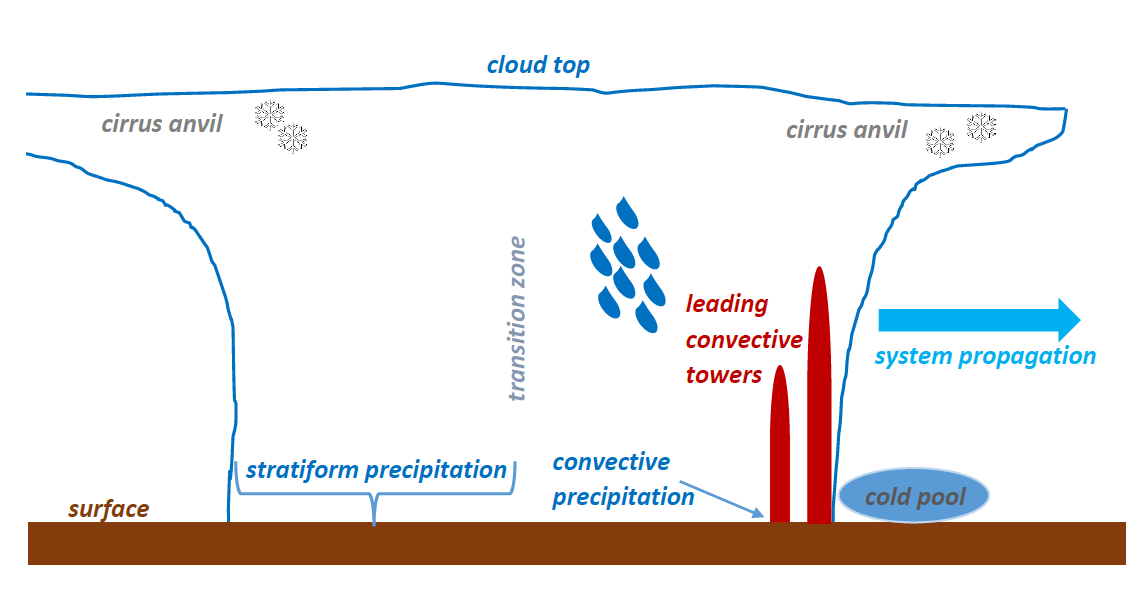 cloud top
cirrus anvil
cirrus anvil
transition zone
leading
convective
towers
system propagation
stratiform precipitation
convective
precipitation
cold pool
surface